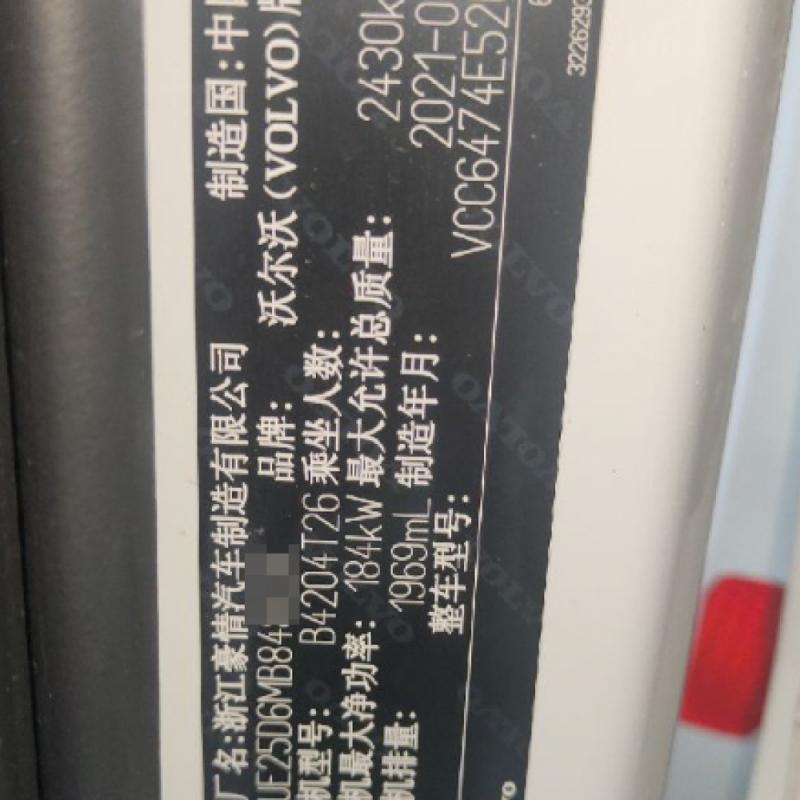 厂名:浙江豪情汽车制造有限公司 制造国:中
UE25D6MB84 品牌: 沃尔沃(VOLVO)牌
机型号: B4204T26 乘坐人数:
机最大净功率: 184kW 最大允许总质量: 2430k
机排量: 1969mL 制造年月: 2021-0
整车型号: VCC6474E52
3226293